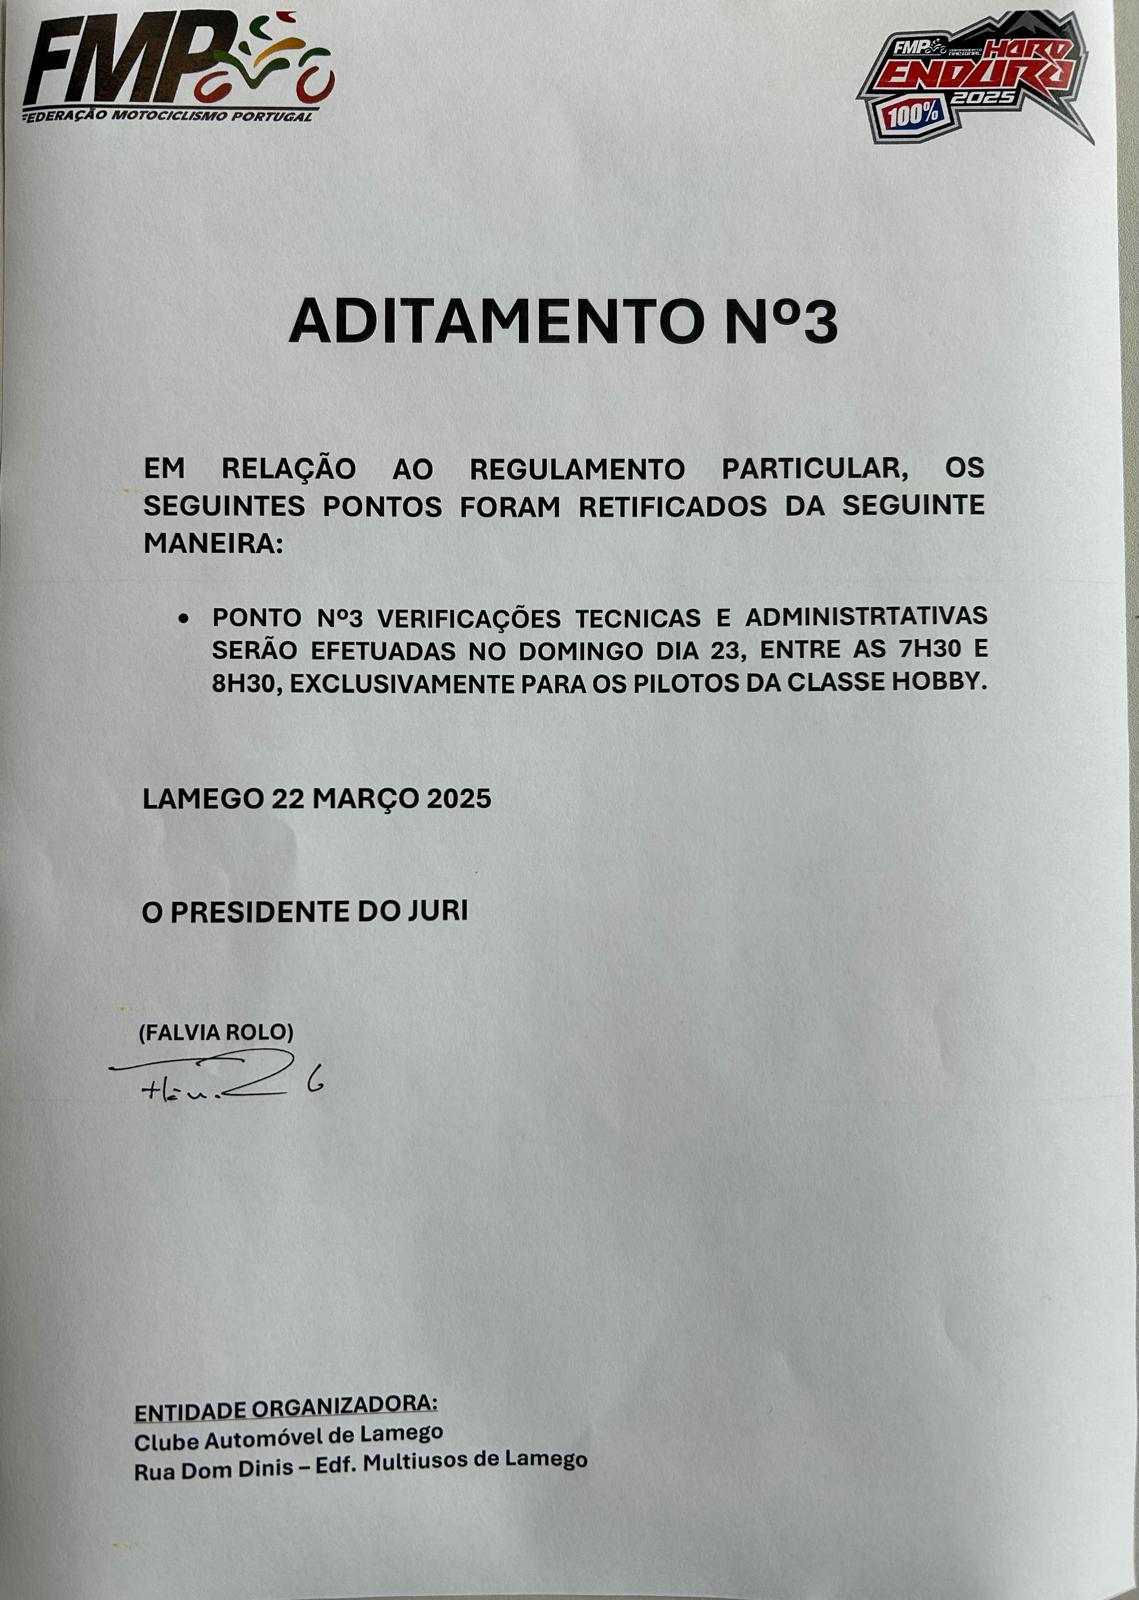 FMP
FEDERAÇÃO MOTOCICLISMO PORTUGAL
FMP CAMPEONATO NACIONAL HARD
ENDURO
100% 2025
ADITAMENTO Nº3
EM RELAÇÃO AO REGULAMENTO PARTICULAR, OS
SEGUINTES PONTOS FORAM RETIFICADOS DA SEGUINTE
MANEIRA:
• PONTO Nº3 VERIFICAÇÕES TECNICAS E ADMINISTRTATIVAS
SERÃO EFETUADAS NO DOMINGO DIA 23, ENTRE AS 7H30 E
8H30, EXCLUSIVAMENTE PARA OS PILOTOS DA CLASSE HOBBY.
LAMEGO 22 MARÇO 2025
O PRESIDENTE DO JURI
(FALVIA ROLO)
ENTIDADE ORGANIZADORA:
Clube Automóvel de Lamego
Rua Dom Dinis – Edf. Multiusos de Lamego